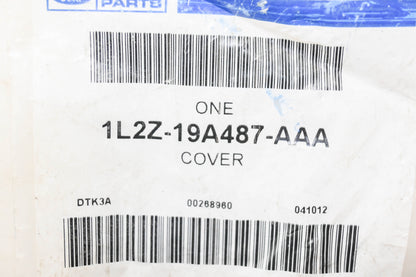 PARTS
ONE
1L2Z-19A487-AAA
COVER
DTK3A 00268960 041012